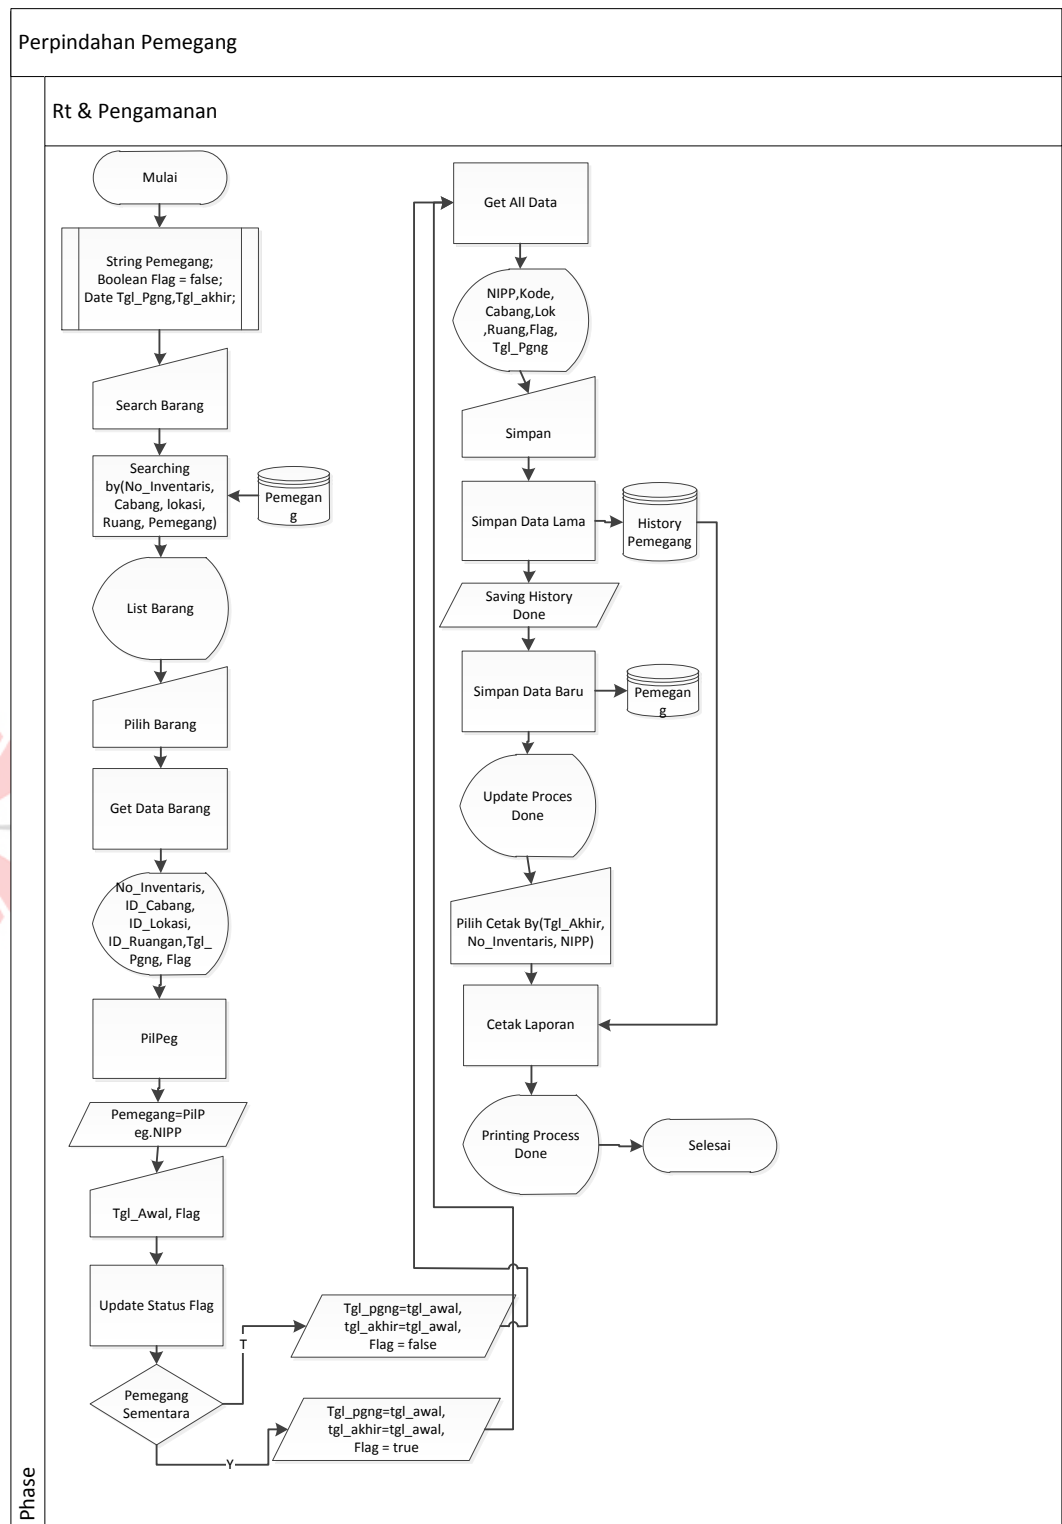 Perpindahan Pemegang
Rt & Pengamanan
Phase
Mulai
String Pemegang;
Boolean Flag = false;
Date Tgl_Pgng,Tgl_akhir;
Search Barang
Searching
by(No_Inventaris,
Cabang, lokasi,
Ruang, Pemegang)
Pemegan
g
List Barang
Pilih Barang
Get Data Barang
No_Inventaris,
ID_Cabang,
ID_Lokasi,
ID_Ruangan,Tgl_
Pgng, Flag
PilPeg
Pemegang=PilP
eg.NIPP
Tgl_Awal, Flag
Update Status Flag
Pemegang
Sementara
T
Tgl_pgng=tgl_awal,
tgl_akhir=tgl_awal,
Flag = false
Y
Tgl_pgng=tgl_awal,
tgl_akhir=tgl_awal,
Flag = true
Get All Data
NIPP,Kode,
Cabang,Lok
,Ruang,Flag,
Tgl_Pgng
Simpan
Simpan Data Lama
History
Pemegang
Saving History
Done
Simpan Data Baru
Pemegan
g
Update Proces
Done
Pilih Cetak By(Tgl_Akhir,
No_Inventaris, NIPP)
Cetak Laporan
Printing Process
Done
Selesai